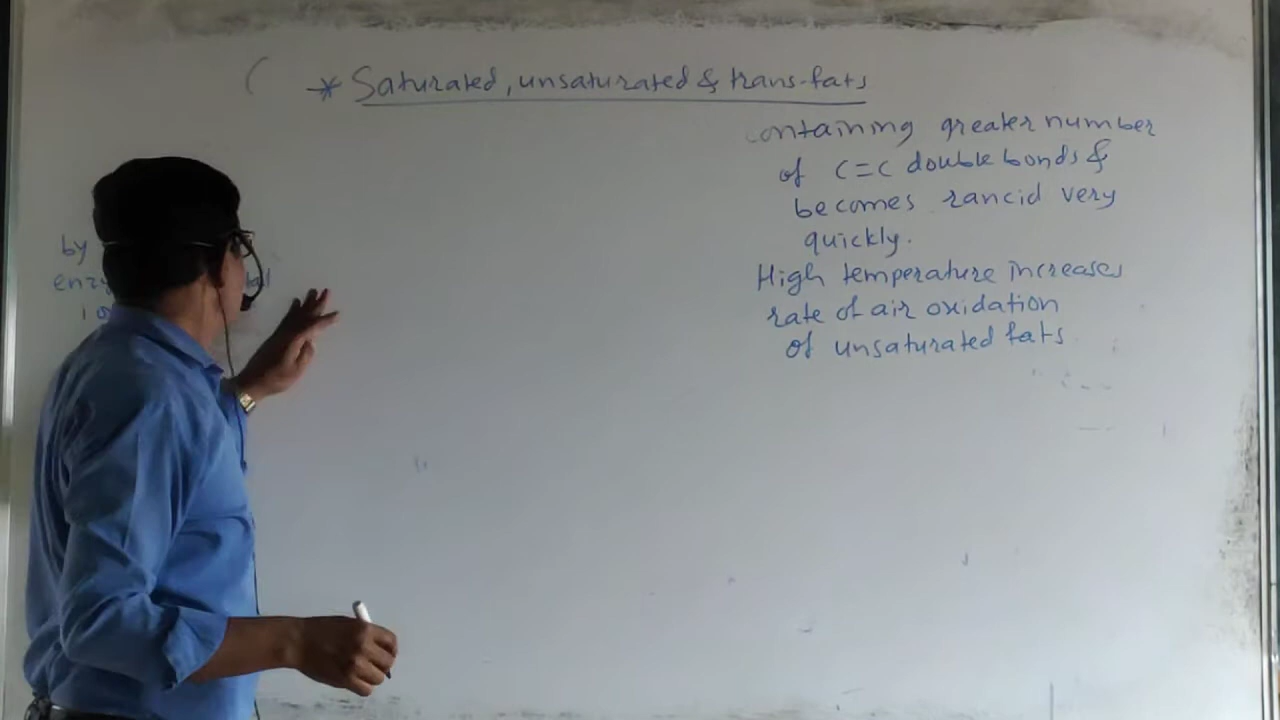 * Saturated, unsaturated & trans-fats
containing greater number
of C=C double bonds &
becomes rancid very
quickly.
High temperature increases
rate of air oxidation
of unsaturated fats
by